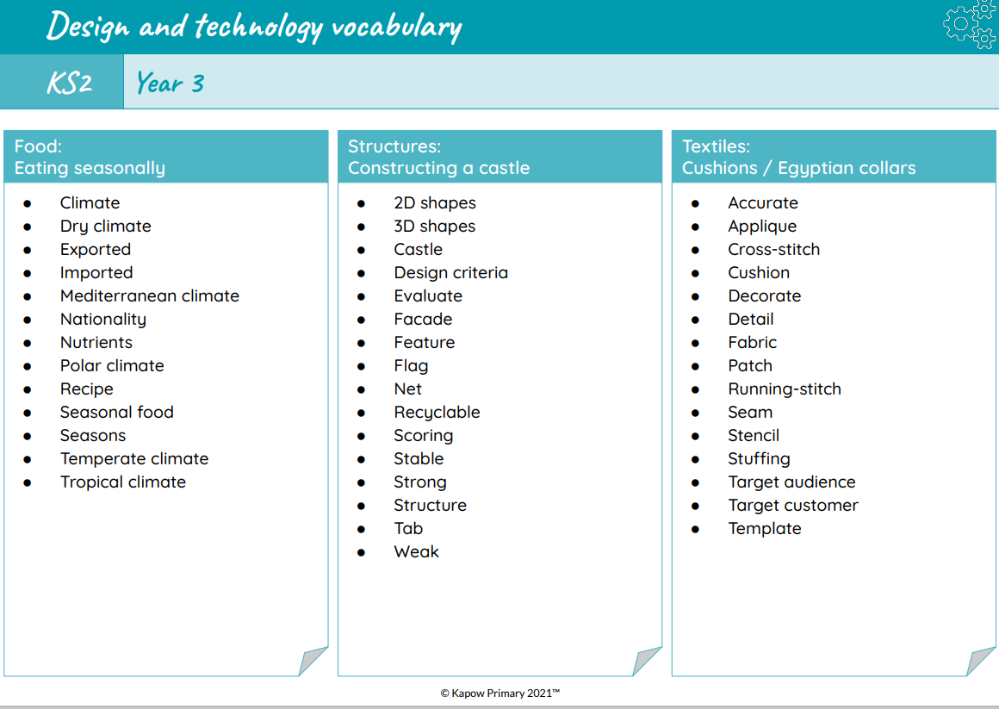 Design and technology vocabulary
KS2
Year 3
Food:
Eating seasonally
● Climate
● Dry climate
● Exported
● Imported
● Mediterranean climate
● Nationality
● Nutrients
● Polar climate
● Recipe
● Seasonal food
● Seasons
● Temperate climate
● Tropical climate
Structures:
Constructing a castle
● 2D shapes
● 3D shapes
● Castle
● Design criteria
● Evaluate
● Facade
● Feature
● Flag
● Net
● Recyclable
● Scoring
● Stable
● Strong
● Structure
● Tab
● Weak
Textiles:
Cushions / Egyptian collars
● Accurate
● Applique
● Cross-stitch
● Cushion
● Decorate
● Detail
● Fabric
● Patch
● Running-stitch
● Seam
● Stencil
● Stuffing
● Target audience
● Target customer
● Template
© Kapow Primary 2021™